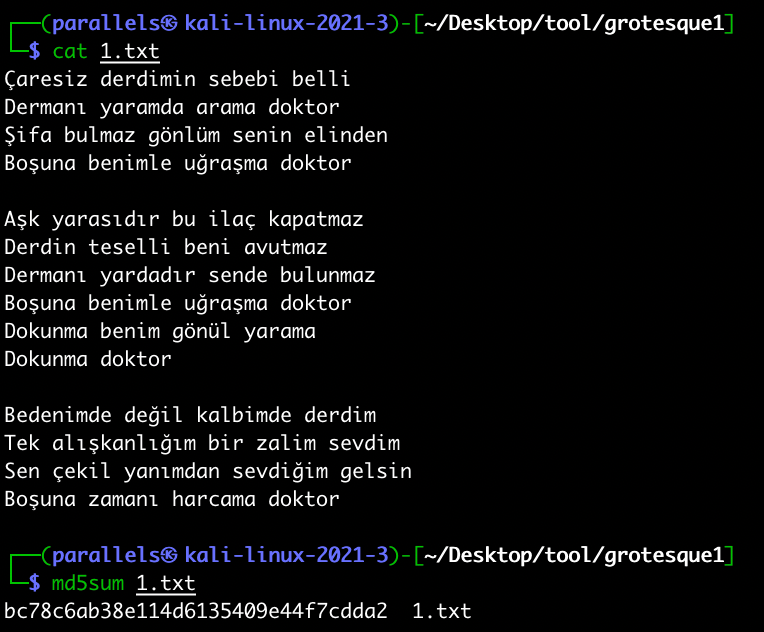 ┌──(parallels㉿kali-linux-2021-3)-[~/Desktop/tool/grotesque1]
└─$ cat 1.txt
Çaresiz derdimin sebebi belli
Dermanı yaramda arama doktor
Şifa bulmaz gönlüm senin elinden
Boşuna benimle uğraşma doktor

Aşk yarasıdır bu ilaç kapatmaz
Derdin teselli beni avutmaz
Dermanı yardadır sende bulunmaz
Boşuna benimle uğraşma doktor
Dokunma benim gönül yarama
Dokunma doktor

Bedenimde değil kalbimde derdim
Tek alışkanlığım bir zalim sevdim
Sen çekil yanımdan sevdiğim gelsin
Boşuna zamanı harcama doktor

┌──(parallels㉿kali-linux-2021-3)-[~/Desktop/tool/grotesque1]
└─$ md5sum 1.txt
bc78c6ab38e114d6135409e44f7cdda2  1.txt